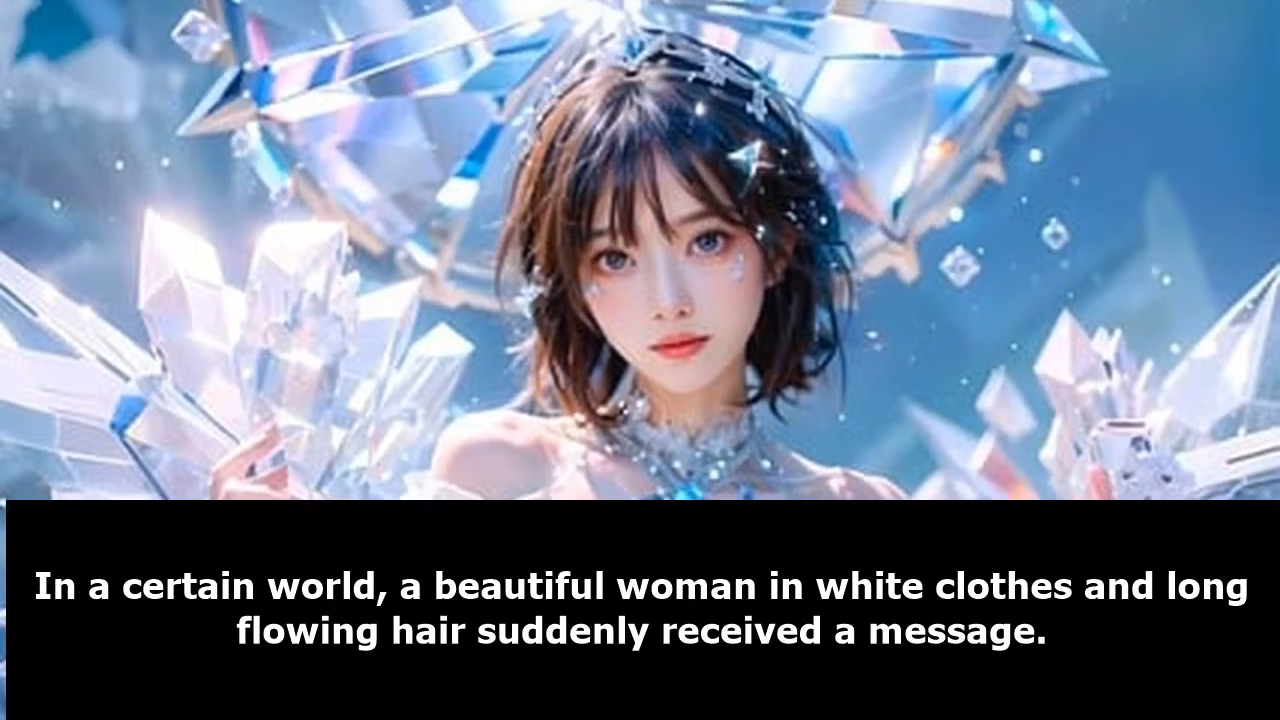 In a certain world, a beautiful woman in white clothes and long
flowing hair suddenly received a message.